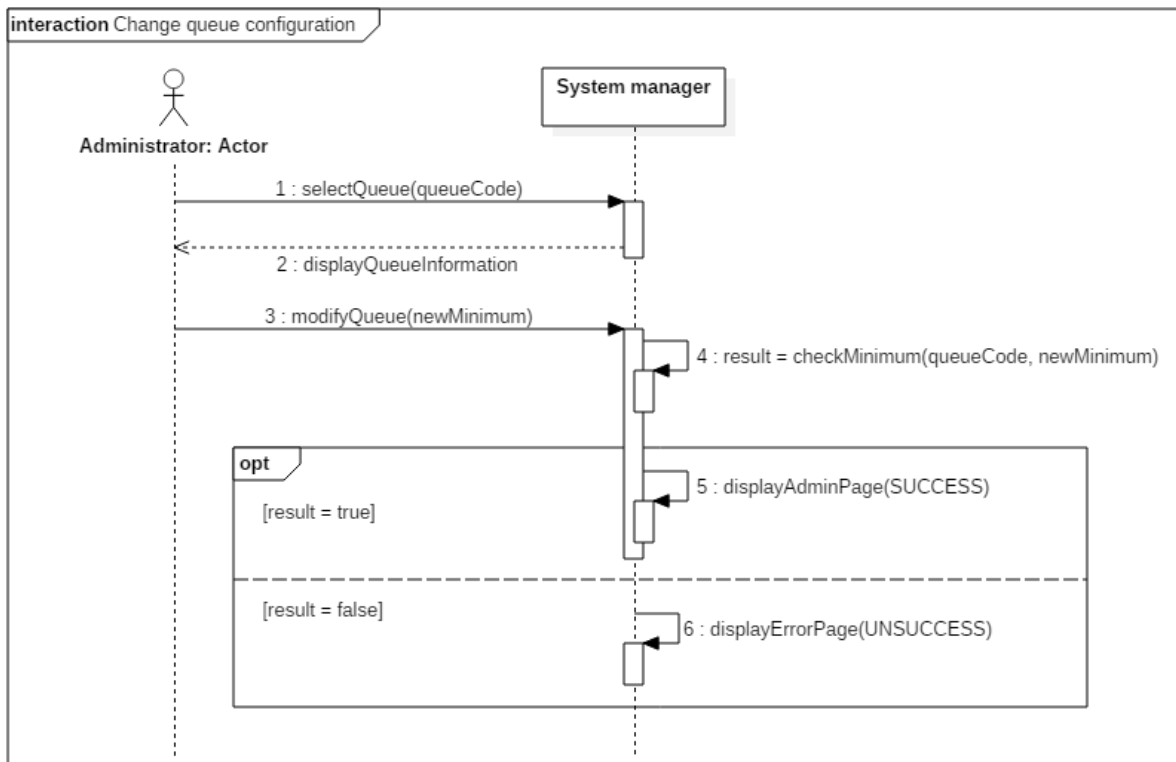 interaction Change queue configuration
System manager
Administrator: Actor
1 : selectQueue(queueCode)
2 : displayQueueInformation
3 : modifyQueue(newMinimum)
4 : result = checkMinimum(queueCode, newMinimum)
opt
5 : displayAdminPage(SUCCESS)
[result = true]
[result = false]
6 : displayErrorPage(UNSUCCESS)